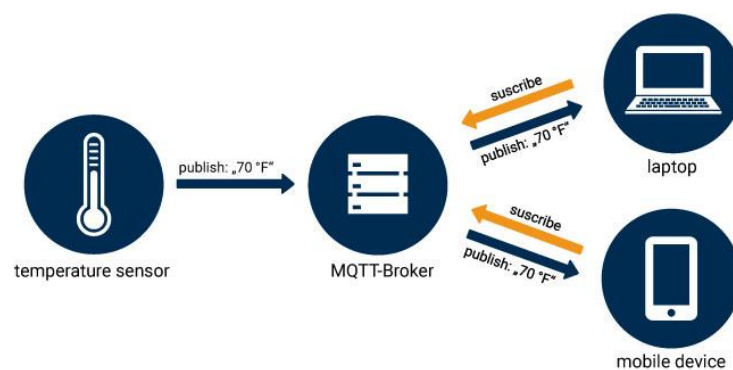 suscribe
publish: „70 °F“
laptop
publish: „70 °F“
suscribe
publish: „70 °F“
temperature sensor
MQTT-Broker
mobile device